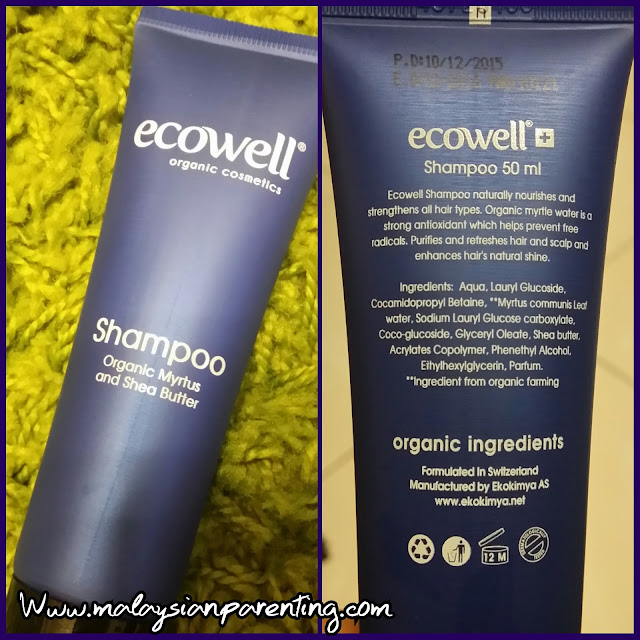 ecowell®
organic cosmetics
Shampoo
Organic Myrtus
and Shea Butter
P.D:10/12/2015
ecowell®
Shampoo 50 ml
Ecowell Shampoo naturally nourishes and
strengthens all hair types. Organic myrtle water is a
strong antioxidant which helps prevent free
radicals. Purifies and refreshes hair and scalp and
enhances hair's natural shine.
Ingredients: Aqua, Lauryl Glucoside,
Cocamidopropyl Betaine, **Myrtus communis Leaf
water, Sodium Lauryl Glucose carboxylate,
Coco-glucoside, Glyceryl Oleate, Shea butter,
Acrylates Copolymer, Phenethyl Alcohol,
Ethylhexylglycerin, Parfum.
**Ingredient from organic farming
organic ingredients
Formulated in Switzerland
Manufactured by Ekokimya AS
www.ekokimya.net
12 M
Www.malaysianparenting.com